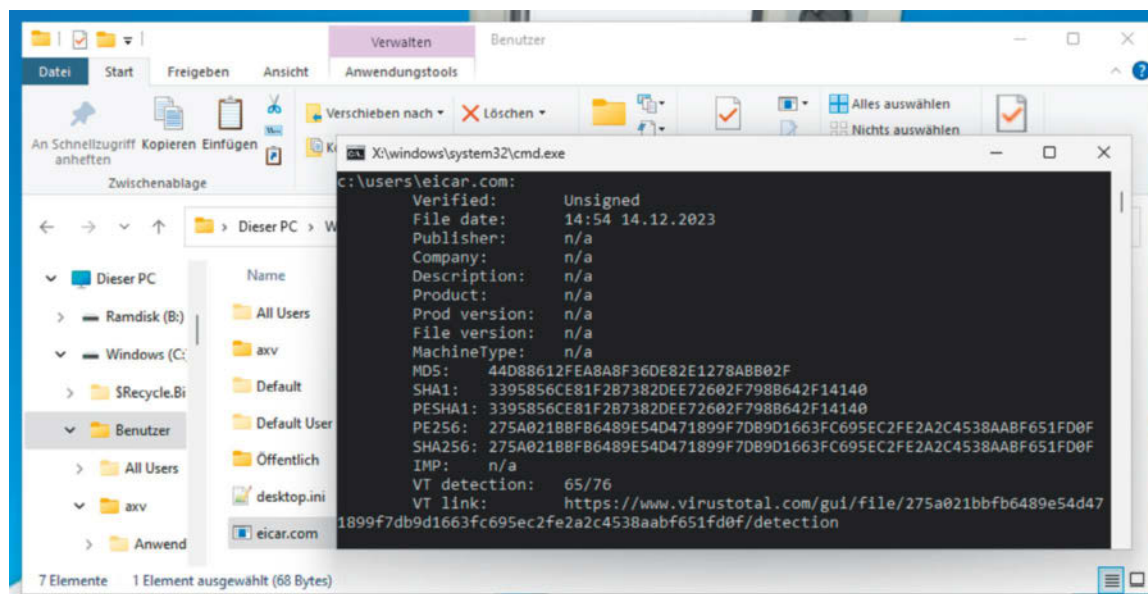 Verwalten
Benutzer
Datei
Start
Freigeben
Ansicht
Anwendungstools
An Schnellzugriff anheften
Kopieren
Einfügen
Verschieben nach
Löschen
Alles auswählen
Nichts auswählen
Zwischenablage
X:\windows\system32\cmd.exe
Dieser PC
Name
Dieser PC
Ramdisk (B:)
Windows (C:
$Recycle.Bi
Benutzer
All Users
axv
Anwend
All Users
axv
Default
Default User
Öffentlich
desktop.ini
eicar.com
c:\users\eicar.com:
Verified: Unsigned
File date: 14:54 14.12.2023
Publisher: n/a
Company: n/a
Description: n/a
Product: n/a
Prod version: n/a
File version: n/a
MachineType: n/a
MD5: 44D88612FEA8A8F36DE82E1278ABB02F
SHA1: 3395856CE81F2B7382DEE72602F798B642F14140
PESHA1: 3395856CE81F2B7382DEE72602F798B642F14140
PE256: 275A021BBFB6489E54D471899F7DB9D1663FC695EC2FE2A2C4538AABF651FD0F
SHA256: 275A021BBFB6489E54D471899F7DB9D1663FC695EC2FE2A2C4538AABF651FD0F
IMP: n/a
VT detection: 65/76
VT link: https://www.virustotal.com/gui/file/275a021bbfb6489e54d47
1899f7db9d1663fc695ec2fe2a2c4538aabf651fd0f/detection
7 Elemente
1 Element ausgewählt (68 Bytes)